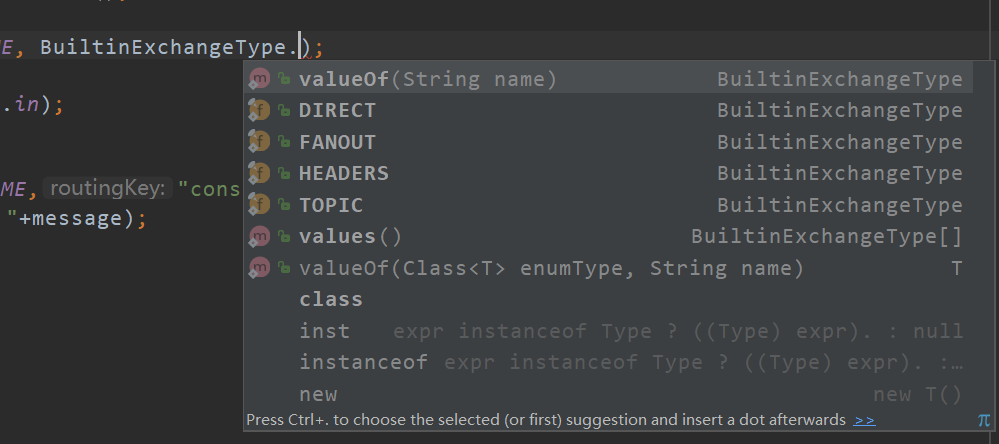 E, BuiltinExchangeType.);
.in);
ME, routingKey: "cons
"+message);
valueOf(String name) BuiltinExchangeType
DIRECT BuiltinExchangeType
FANOUT BuiltinExchangeType
HEADERS BuiltinExchangeType
TOPIC BuiltinExchangeType
values() BuiltinExchangeType[]
valueOf(Class<T> enumType, String name) T
class
inst expr instanceof Type ? ((Type) expr). : null
instanceof expr instanceof Type ? ((Type) expr). :…
new new T()
Press Ctrl+. to choose the selected (or first) suggestion and insert a dot afterwards >> π